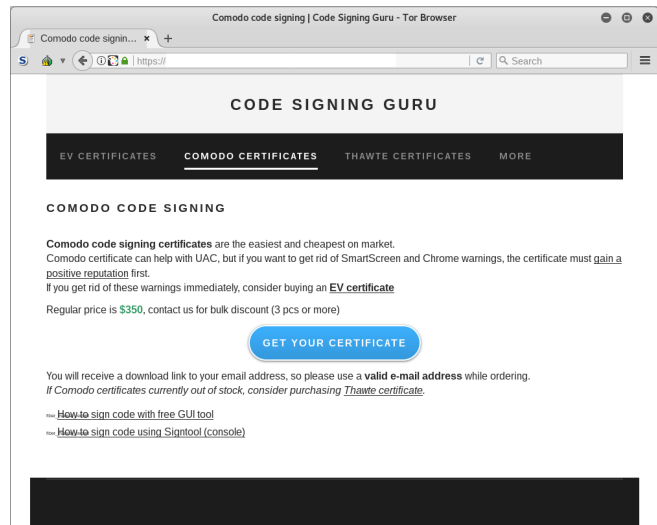 Comodo code signing | Code Signing Guru - Tor Browser
Comodo code signin...
https://
Search
CODE SIGNING GURU
EV CERTIFICATES COMODO CERTIFICATES THAWTE CERTIFICATES MORE
COMODO CODE SIGNING
Comodo code signing certificates are the easiest and cheapest on market.
Comodo certificate can help with UAC, but if you want to get rid of SmartScreen and Chrome warnings, the certificate must gain a
positive reputation first.
If you get rid of these warnings immediately, consider buying an EV certificate
Regular price is $350, contact us for bulk discount (3 pcs or more)
GET YOUR CERTIFICATE
You will receive a download link to your email address, so please use a valid e-mail address while ordering.
If Comodo certificates currently out of stock, consider purchasing Thawte certificate.
How to sign code with free GUI tool
How to sign code using Signtool (console)